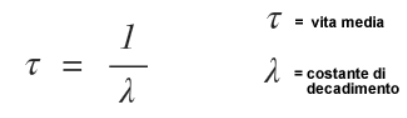 τ = 1/λ
τ = vita media
λ = costante di
decadimento